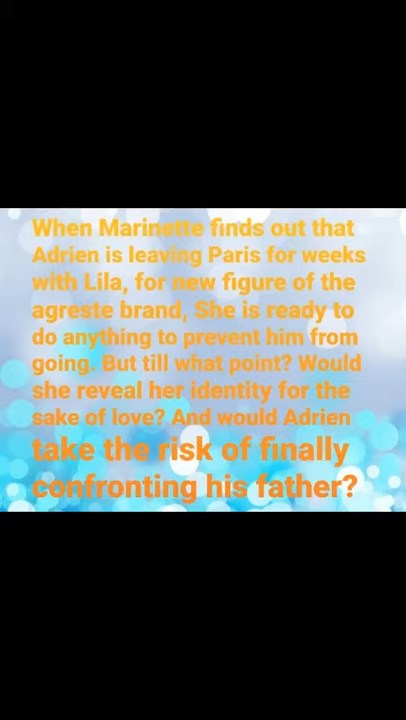 When Marinette finds out that
Adrien is leaving Paris for weeks
with Lila, for new figure of the
agreste brand, She is ready to
do anything to prevent him from
going. But till what point? Would
she reveal her identity for the
sake of love? And would Adrien
take the risk of finally
confronting his father?